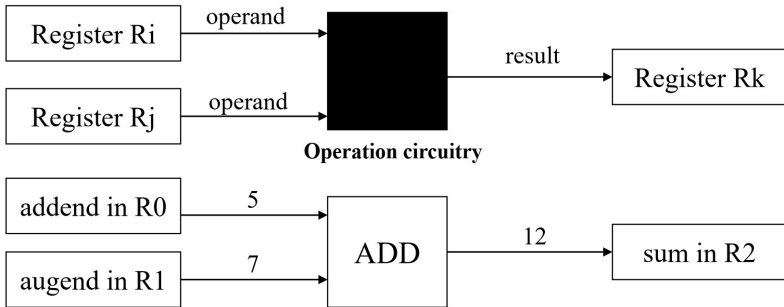 Register Ri
operand
result
Register Rk
Register Rj
operand
Operation circuitry
addend in R0
5
ADD
12
sum in R2
augend in R1
7